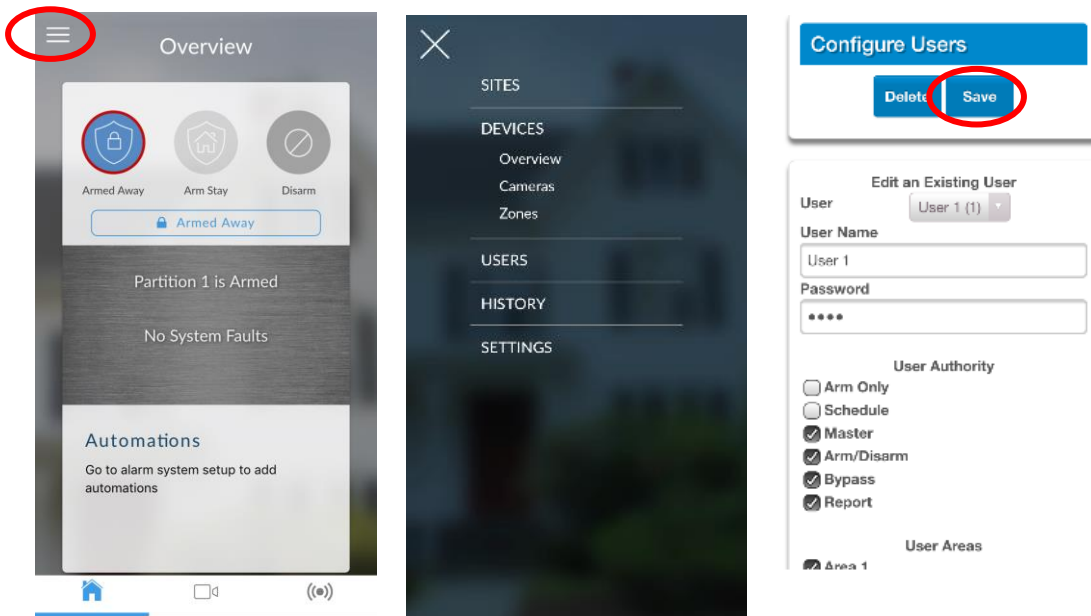 Overview
Armed Away
Arm Stay
Disarm
Armed Away
Partition 1 is Armed
No System Faults
Automations
Go to alarm system setup to add
automations
SITES
DEVICES
Overview
Cameras
Zones
USERS
HISTORY
SETTINGS
Configure Users
Delete Save
Edit an Existing User
User User 1 (1)
User Name
User 1
Password
••••
User Authority
Arm Only
Schedule
Master
Arm/Disarm
Bypass
Report
User Areas
Area 1